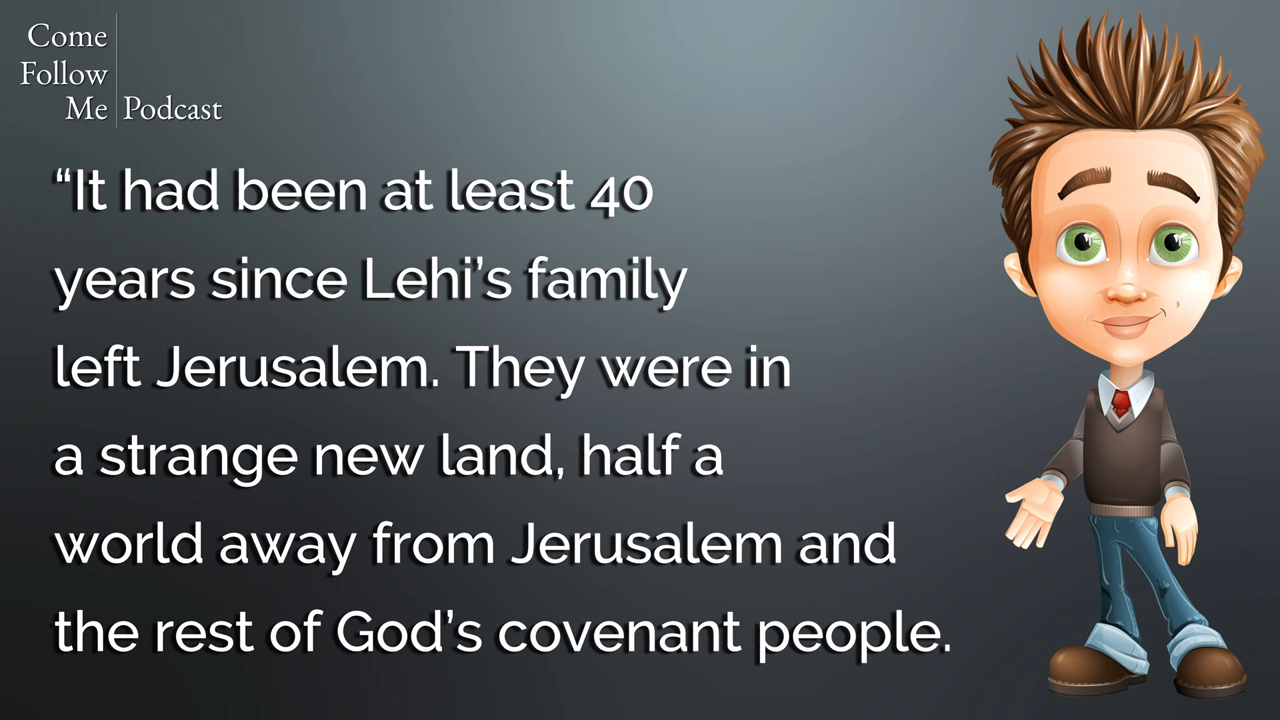 Come
Follow
Me Podcast
“It had been at least 40
years since Lehi’s family
left Jerusalem. They were in
a strange new land, half a
world away from Jerusalem and
the rest of God’s covenant people.